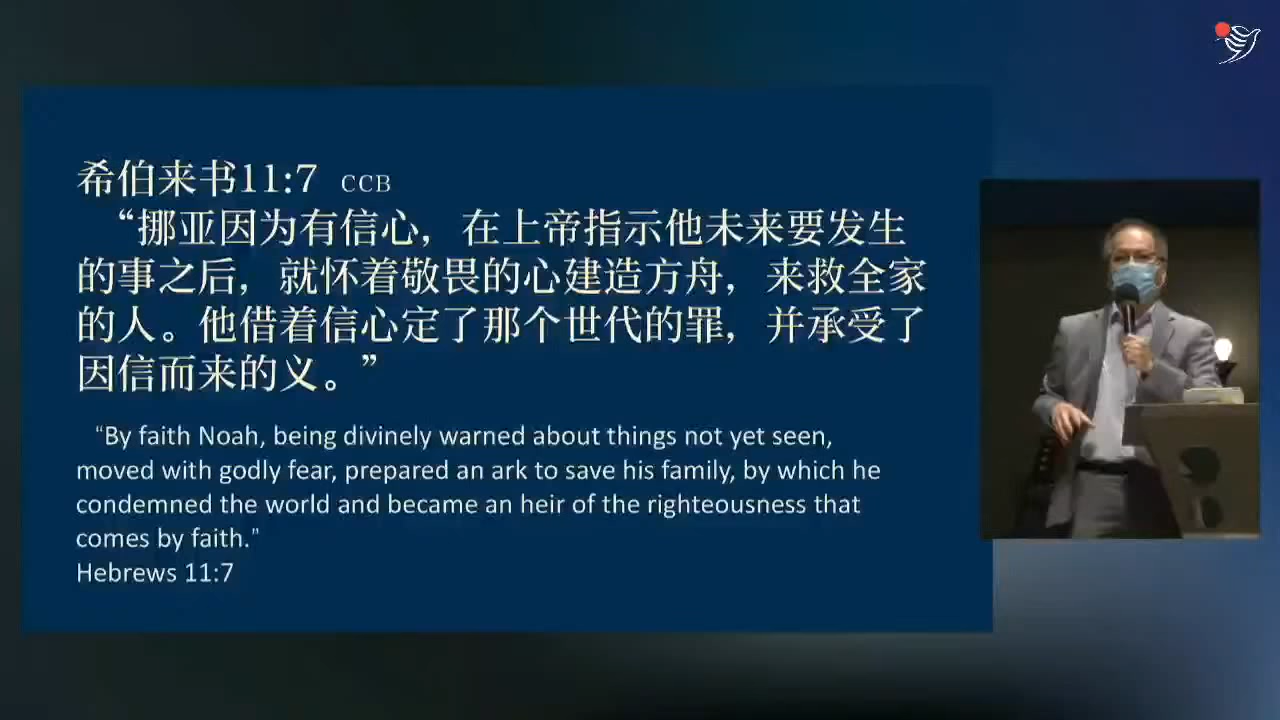 希伯来书11:7 CCB
“挪亚因为有信心，在上帝指示他未来要发生
的事之后，就怀着敬畏的心建造方舟，来救全家
的人。他借着信心定了那个世代的罪，并承受了
因信而来的义。”
“By faith Noah, being divinely warned about things not yet seen,
moved with godly fear, prepared an ark to save his family, by which he
condemned the world and became an heir of the righteousness that
comes by faith.”
Hebrews 11:7